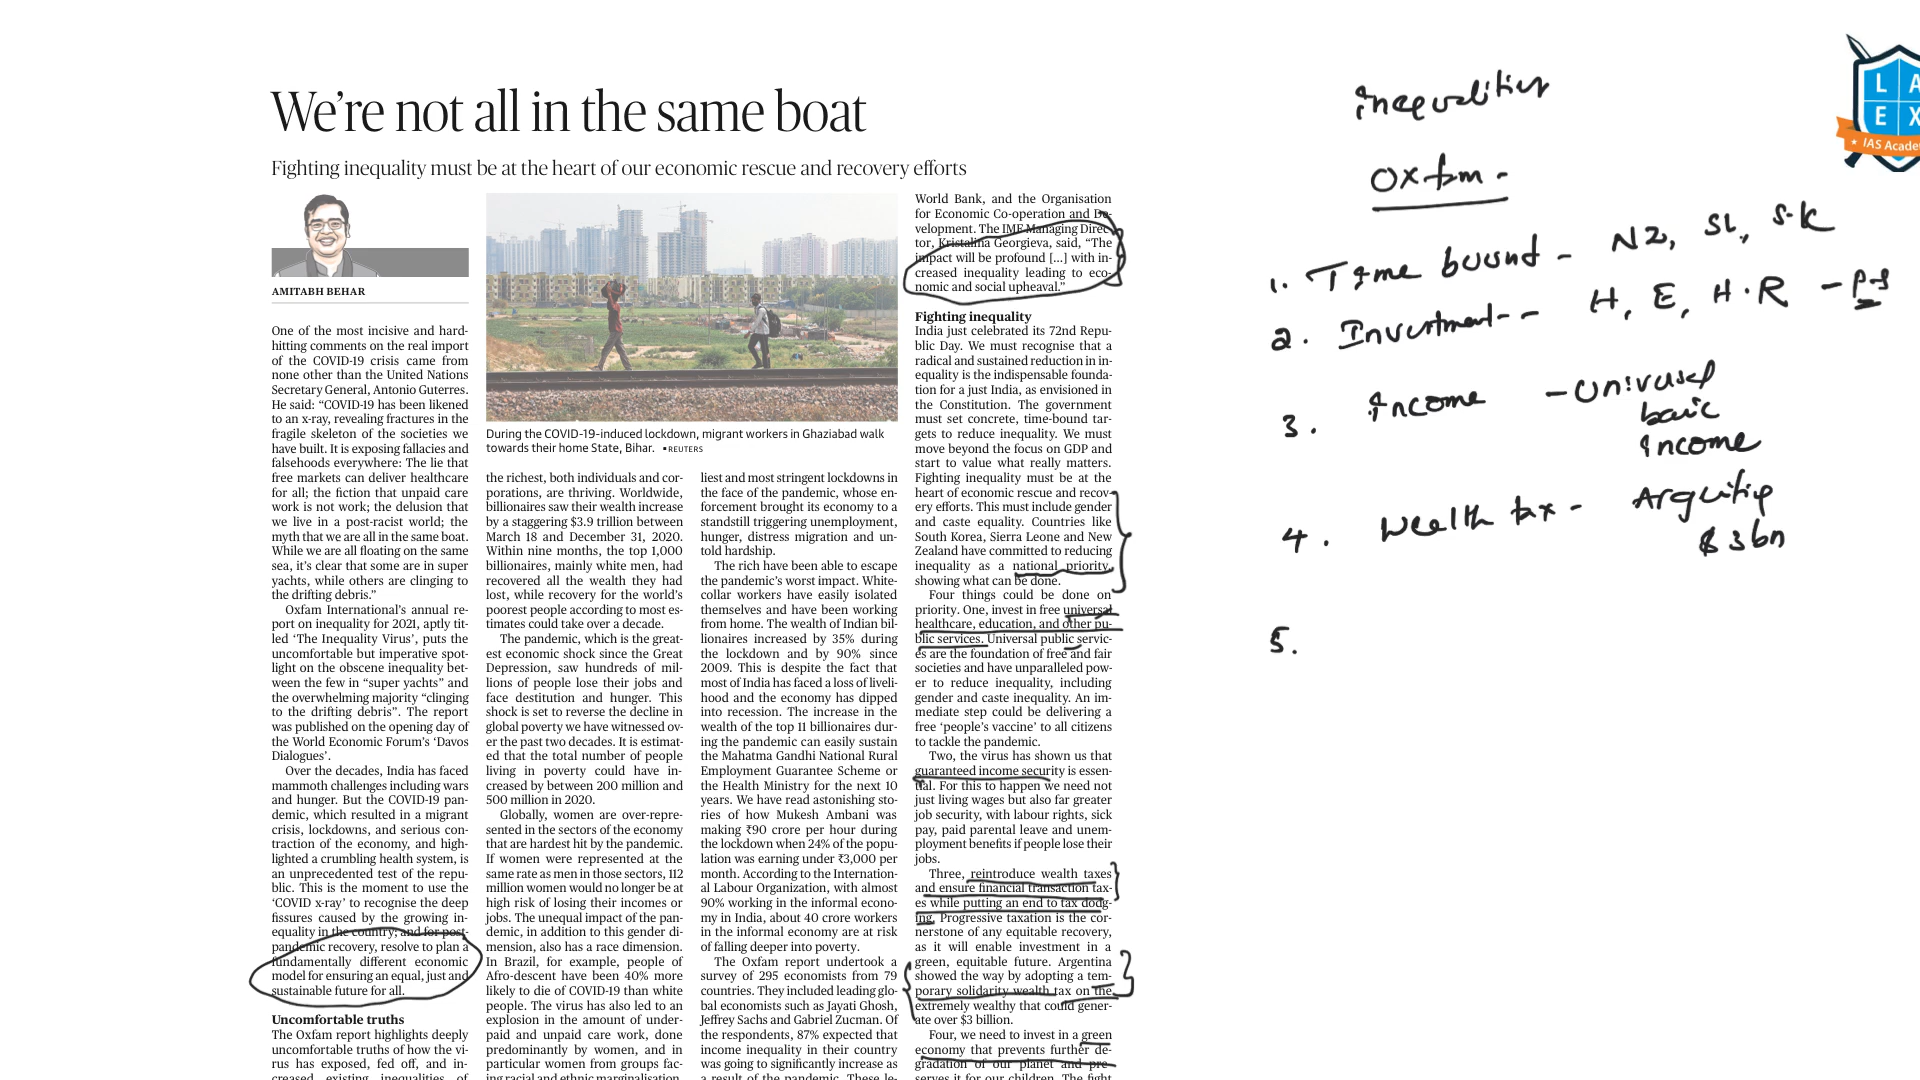 We're not all in the same boat
Fighting inequality must be at the heart of our economic rescue and recovery efforts
AMITABH BEHAR
One of the most incisive and hard-
hitting comments on the real import
of the COVID-19 crisis came from
none other than the United Nations
Secretary General, Antonio Guterres.
He said: “COVID-19 has been likened
to an x-ray, revealing fractures in the
fragile skeleton of the societies we
have built. It is exposing fallacies and
falsehoods everywhere: The lie that
free markets can deliver healthcare
for all; the fiction that unpaid care
work is not work; the delusion that
we live in a post-racist world; the
myth that we are all in the same boat.
While we are all floating on the same
sea, it’s clear that some are in super
yachts, while others are clinging to
the drifting debris.”
Oxfam International’s annual re-
port on inequality for 2021, aptly tit-
led ‘The Inequality Virus’, puts the
uncomfortable but imperative spot-
light on the obscene inequality bet-
ween the few in “super yachts” and
the overwhelming majority “clinging
to the drifting debris”. The report
was published on the opening day of
the World Economic Forum’s ‘Davos
Dialogues’.
Over the decades, India has faced
mammoth challenges including wars
and hunger. But the COVID-19 pan-
demic, which resulted in a migrant
crisis, lockdowns, and serious con-
traction of the economy, and high-
lighted a crumbling health system, is
an unprecedented test of the repu-
blic. This is the moment to use the
‘COVID x-ray’ to recognise the deep
fissures caused by the growing in-
equality in the country; and for post-
pandemic recovery, resolve to plan a
fundamentally different economic
model for ensuring an equal, just and
sustainable future for all.
Uncomfortable truths
The Oxfam report highlights deeply
uncomfortable truths of how the vi-
rus has exposed, fed off, and in-
creased existing inequalities of
During the COVID-19-induced lockdown, migrant workers in Ghaziabad walk
towards their home State, Bihar. ▪REUTERS
the richest, both individuals and cor-
porations, are thriving. Worldwide,
billionaires saw their wealth increase
by a staggering $3.9 trillion between
March 18 and December 31, 2020.
Within nine months, the top 1,000
billionaires, mainly white men, had
recovered all the wealth they had
lost, while recovery for the world’s
poorest people according to most es-
timates could take over a decade.
The pandemic, which is the great-
est economic shock since the Great
Depression, saw hundreds of mil-
lions of people lose their jobs and
face destitution and hunger. This
shock is set to reverse the decline in
global poverty we have witnessed ov-
er the past two decades. It is estimat-
ed that the total number of people
living in poverty could have in-
creased by between 200 million and
500 million in 2020.
Globally, women are over-repre-
sented in the sectors of the economy
that are hardest hit by the pandemic.
If women were represented at the
same rate as men in those sectors, 112
million women would no longer be at
high risk of losing their incomes or
jobs. The unequal impact of the pan-
demic, in addition to this gender di-
mension, also has a race dimension.
In Brazil, for example, people of
Afro-descent have been 40% more
likely to die of COVID-19 than white
people. The virus has also led to an
explosion in the amount of under-
paid and unpaid care work, done
predominantly by women, and in
particular women from groups fac-
ing racial and ethnic marginalisation.
liest and most stringent lockdowns in
the face of the pandemic, whose en-
forcement brought its economy to a
standstill triggering unemployment,
hunger, distress migration and un-
told hardship.
The rich have been able to escape
the pandemic’s worst impact. White-
collar workers have easily isolated
themselves and have been working
from home. The wealth of Indian bil-
lionaires increased by 35% during
the lockdown and by 90% since
2009. This is despite the fact that
most of India has faced a loss of liveli-
hood and the economy has dipped
into recession. The increase in the
wealth of the top 11 billionaires dur-
ing the pandemic can easily sustain
the Mahatma Gandhi National Rural
Employment Guarantee Scheme or
the Health Ministry for the next 10
years. We have read astonishing sto-
ries of how Mukesh Ambani was
making ₹90 crore per hour during
the lockdown when 24% of the popu-
lation was earning under ₹3,000 per
month. According to the Internation-
al Labour Organization, with almost
90% working in the informal econo-
my in India, about 40 crore workers
in the informal economy are at risk
of falling deeper into poverty.
The Oxfam report undertook a
survey of 295 economists from 79
countries. They included leading glo-
bal economists such as Jayati Ghosh,
Jeffrey Sachs and Gabriel Zucman. Of
the respondents, 87% expected that
income inequality in their country
was going to significantly increase as
a result of the pandemic. These le-
World Bank, and the Organisation
for Economic Co-operation and De-
velopment. The IMF Managing Direc-
tor, Kristalina Georgieva, said, “The
impact will be profound [...] with in-
creased inequality leading to eco-
nomic and social upheaval.”
Fighting inequality
India just celebrated its 72nd Repu-
blic Day. We must recognise that a
radical and sustained reduction in in-
equality is the indispensable founda-
tion for a just India, as envisioned in
the Constitution. The government
must set concrete, time-bound tar-
gets to reduce inequality. We must
move beyond the focus on GDP and
start to value what really matters.
Fighting inequality must be at the
heart of economic rescue and recov-
ery efforts. This must include gender
and caste equality. Countries like
South Korea, Sierra Leone and New
Zealand have committed to reducing
inequality as a national priority,
showing what can be done.
Four things could be done on
priority. One, invest in free universal
healthcare, education, and other pu-
blic services. Universal public servic-
es are the foundation of free and fair
societies and have unparalleled pow-
er to reduce inequality, including
gender and caste inequality. An im-
mediate step could be delivering a
free ‘people’s vaccine’ to all citizens
to tackle the pandemic.
Two, the virus has shown us that
guaranteed income security is essen-
tial. For this to happen we need not
just living wages but also far greater
job security, with labour rights, sick
pay, paid parental leave and unem-
ployment benefits if people lose their
jobs.
Three, reintroduce wealth taxes
and ensure financial transaction tax-
es while putting an end to tax dodg-
ing. Progressive taxation is the cor-
nerstone of any equitable recovery,
as it will enable investment in a
green, equitable future. Argentina
showed the way by adopting a tem-
porary solidarity wealth tax on the
extremely wealthy that could gener-
ate over $3 billion.
Four, we need to invest in a green
economy that prevents further de-
gradation of our planet and pre-
serves it for our children. The fight
inequalities
Oxfam -
1. Time bound - NZ, SL, S.K
2. Investment - - H, E, H.R - P.S
3. Income - Universal
basic
income
4. Wealth tax -
$ 3bn
5.
L A
E X
★ IAS Acade